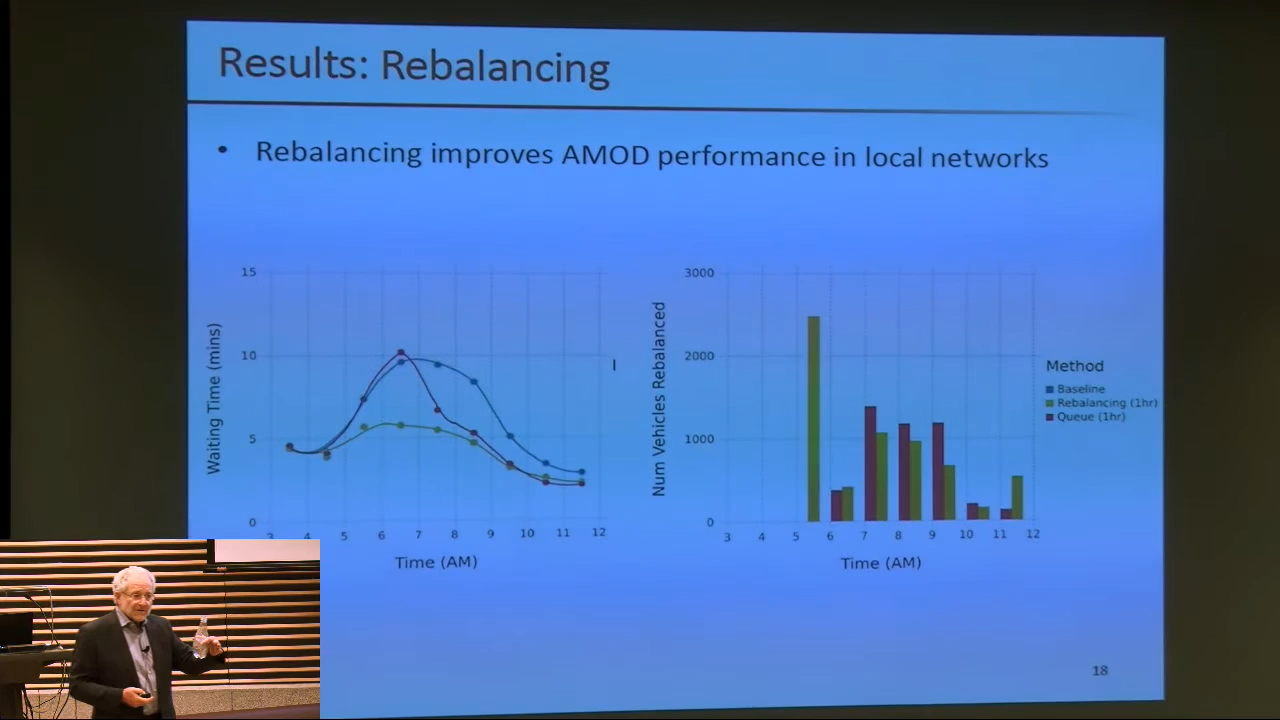 Results: Rebalancing
• Rebalancing improves AMOD performance in local networks
15
10
5
0
Waiting Time (mins)
3 4 5 6 7 8 9 10 11 12
Time (AM)
3000
2000
1000
0
Num Vehicles Rebalanced
3 4 5 6 7 8 9 10 11 12
Time (AM)
Method
Baseline
Rebalancing (1hr)
Queue (1hr)
18